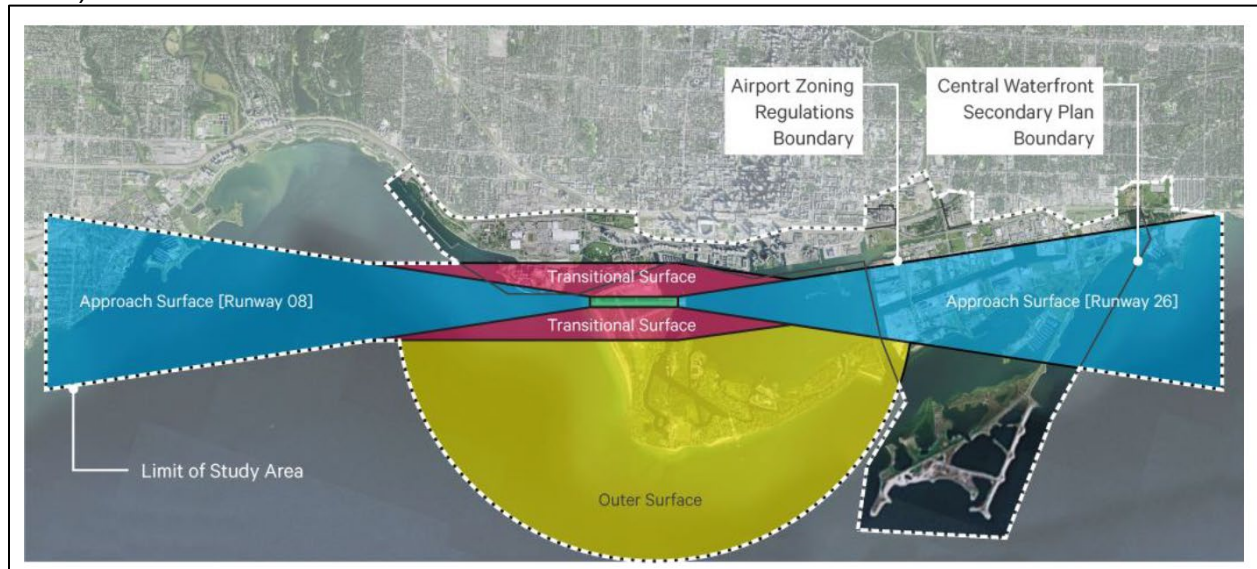 Airport Zoning
Regulations
Boundary
Central Waterfront
Secondary Plan
Boundary
Transitional Surface
Approach Surface [Runway 08]
Approach Surface [Runway 26]
Transitional Surface
Limit of Study Area
Outer Surface